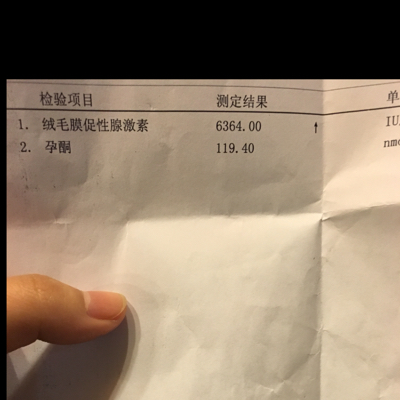 检验项目 测定结果 单
1. 绒毛膜促性腺激素 6364.00 ↑ IU
2. 孕酮 119.40 nmo